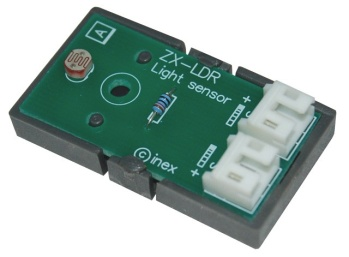 A
ZX-LDR
Light sensor
+ S
+ S
©inex